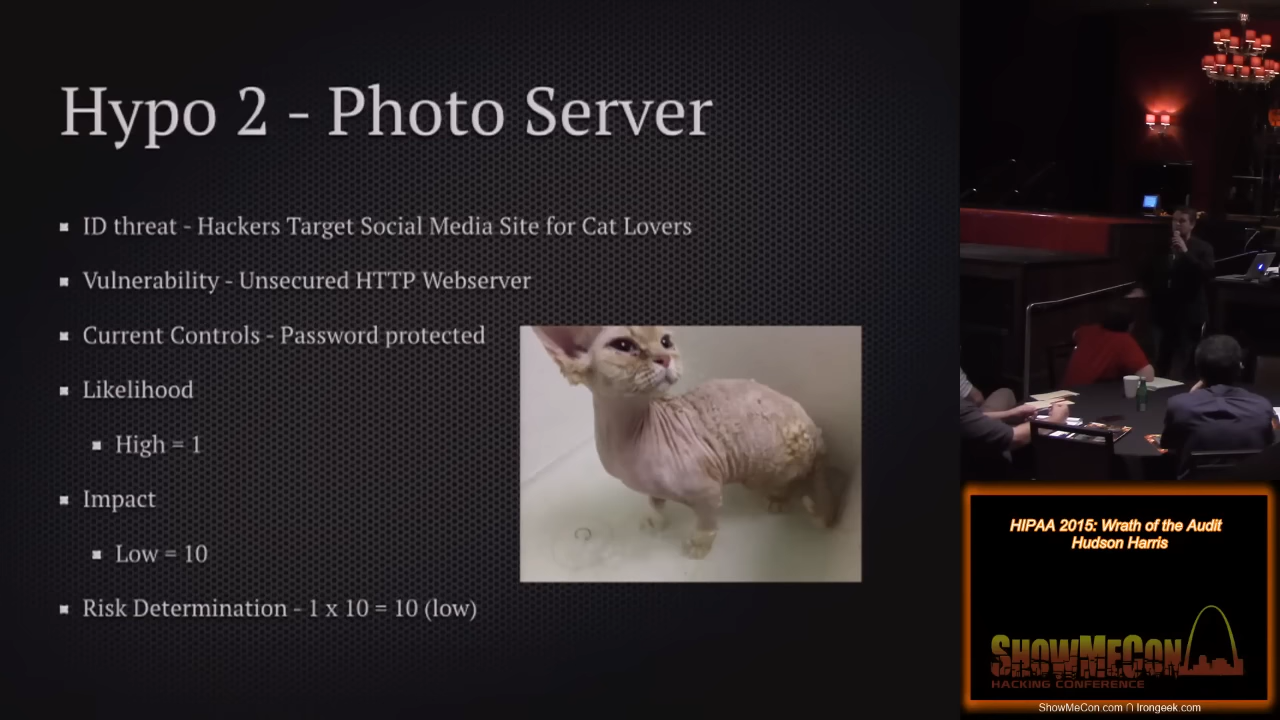 Hypo 2 - Photo Server
ID threat - Hackers Target Social Media Site for Cat Lovers
Vulnerability - Unsecured HTTP Webserver
Current Controls - Password protected
Likelihood
High = 1
Impact
Low = 10
Risk Determination - 1 x 10 = 10 (low)
HIPAA 2015: Wrath of the Audit
Hudson Harris
SHOWMECON
HACKING CONFERENCE
ShowMeCon.com ∩ Irongeek.com